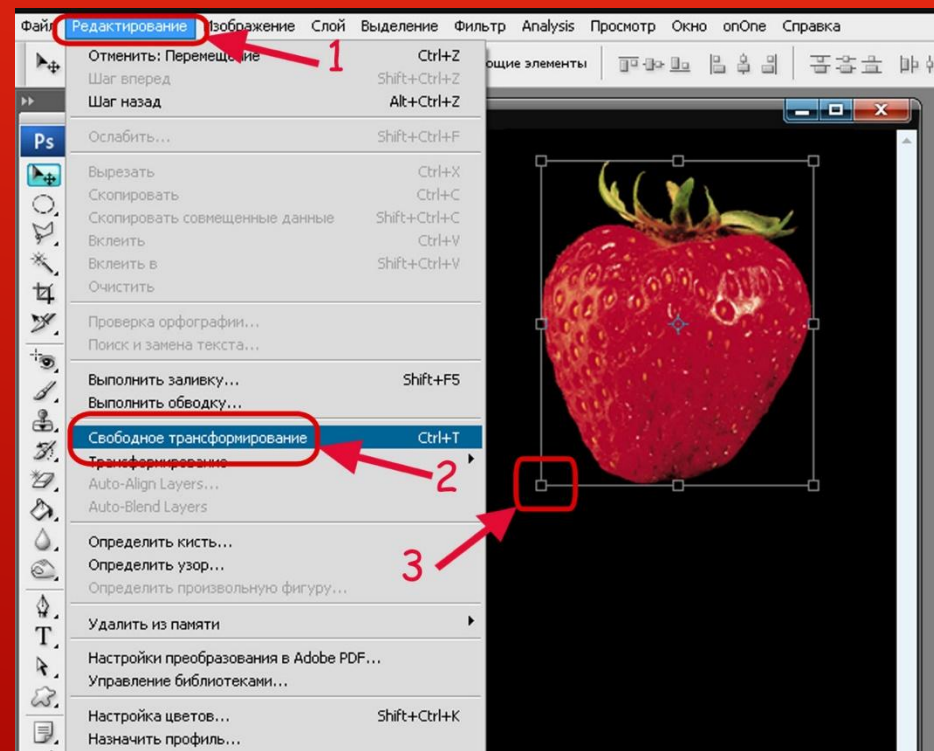 Файл Редактирование Изображение Слой Выделение Фильтр Analysis Просмотр Окно onOne Справка
1
Отменить: Перемещение Ctrl+Z
ющие элементы
Шаг вперед Shift+Ctrl+Z
Шаг назад Alt+Ctrl+Z
Ps
Ослабить... Shift+Ctrl+F
Вырезать Ctrl+X
Скопировать Ctrl+C
Скопировать совмещенные данные Shift+Ctrl+C
Вклеить Ctrl+V
Вклеить в Shift+Ctrl+V
Очистить
Проверка орфографии...
Поиск и замена текста...
Выполнить заливку... Shift+F5
Выполнить обводку...
Свободное трансформирование Ctrl+T
Трансформирование
2
Auto-Align Layers...
Auto-Blend Layers
Определить кисть...
3
Определить узор...
Определить произвольную фигуру...
Удалить из памяти
T
Настройки преобразования в Adobe PDF...
Управление библиотеками...
Настройка цветов... Shift+Ctrl+K
Назначить профиль...